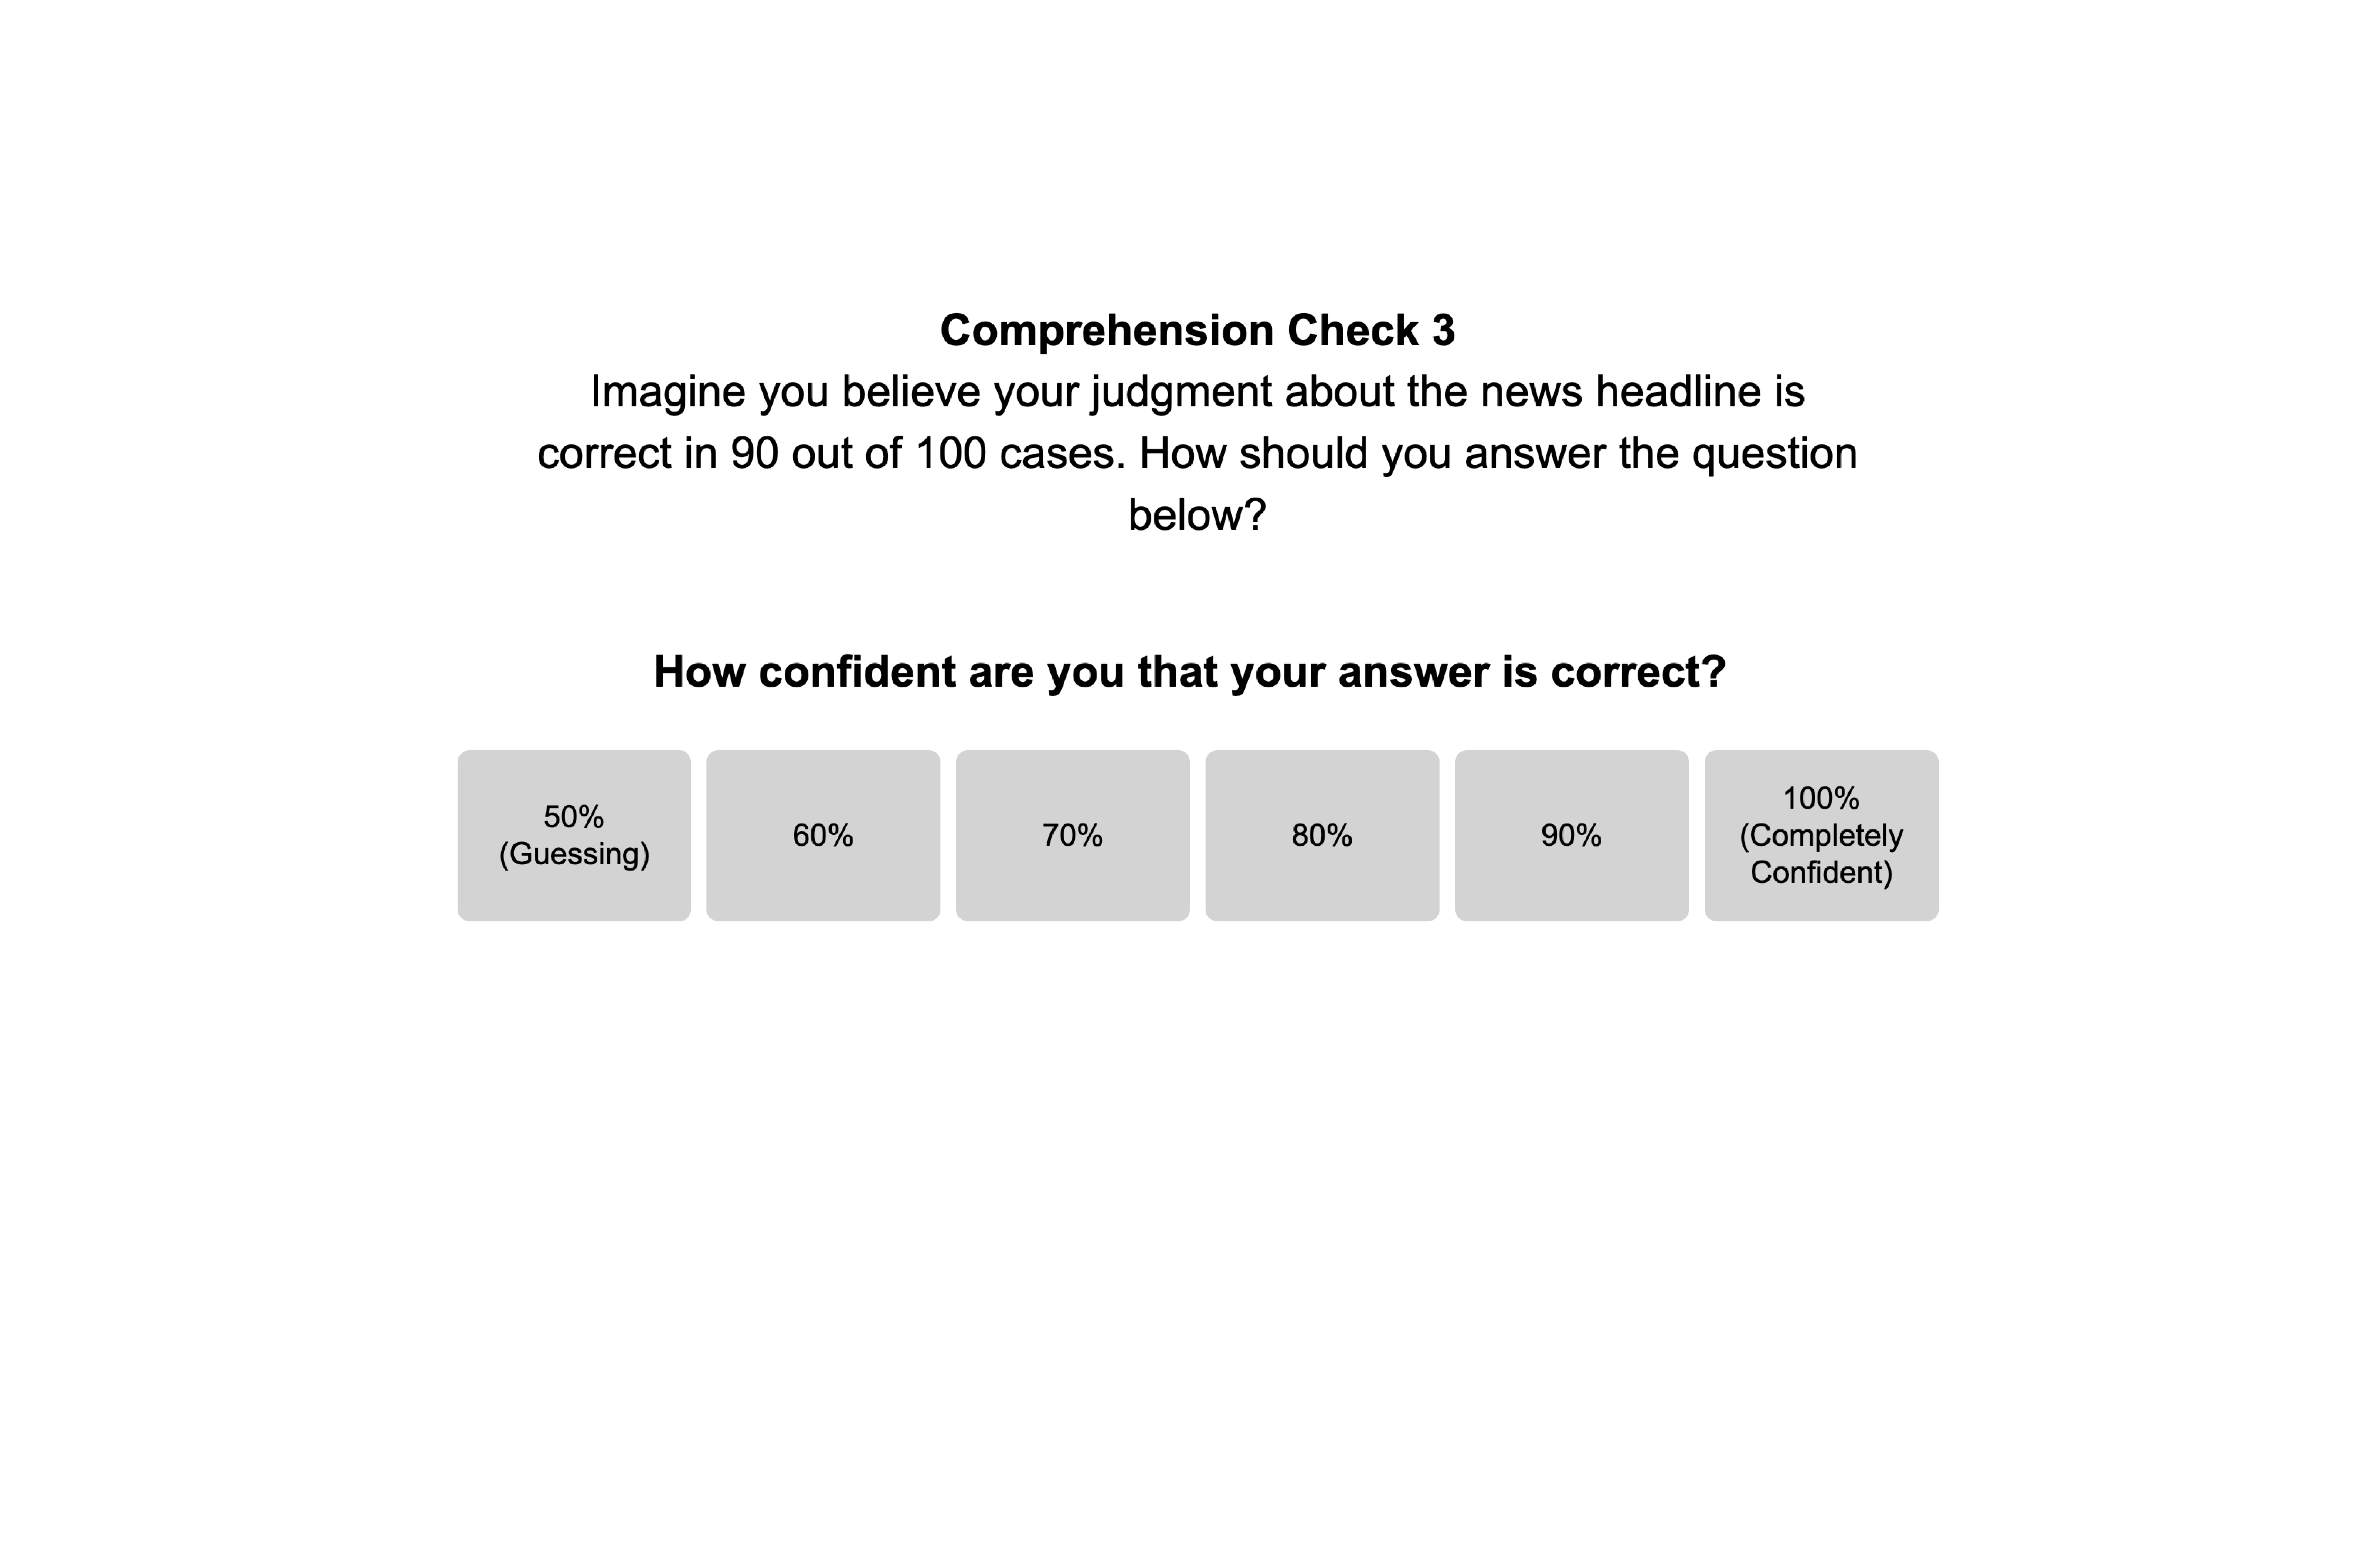 Comprehension Check 3
Imagine you believe your judgment about the news headline is
correct in 90 out of 100 cases. How should you answer the question
below?
How confident are you that your answer is correct?
50%
(Guessing)
60%
70%
80%
90%
100%
(Completely
Confident)